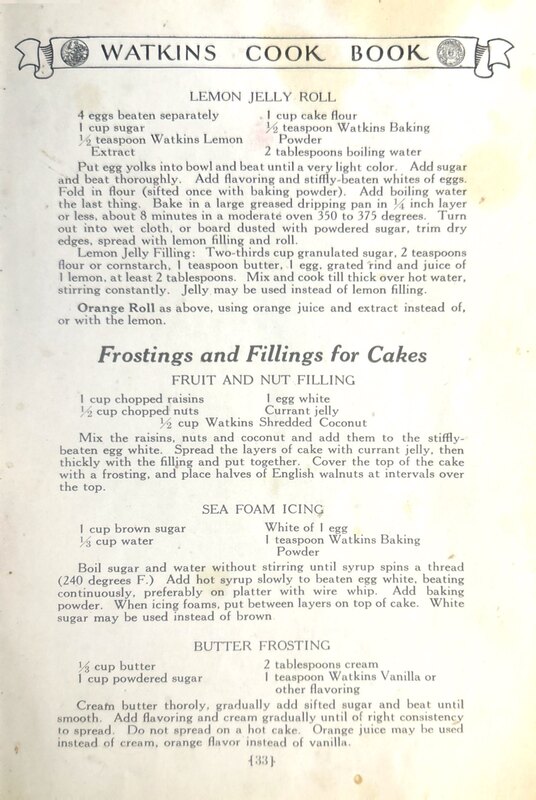 WATKINS COOK BOOK
LEMON JELLY ROLL
4 eggs beaten separately
1 cup sugar
½ teaspoon Watkins Lemon
Extract
1 cup cake flour
½ teaspoon Watkins Baking
Powder
2 tablespoons boiling water
Put egg yolks into bowl and beat until a very light color. Add sugar
and beat thoroughly. Add flavoring and stiffly-beaten whites of eggs.
Fold in flour (sifted once with baking powder). Add boiling water
the last thing. Bake in a large greased dripping pan in ¼ inch layer
or less, about 8 minutes in a moderate oven 350 to 375 degrees. Turn
out into wet cloth, or board dusted with powdered sugar, trim dry
edges, spread with lemon filling and roll.
Lemon Jelly Filling: Two-thirds cup granulated sugar, 2 teaspoons
flour or cornstarch, 1 teaspoon butter, 1 egg, grated rind and juice of
1 lemon, at least 2 tablespoons. Mix and cook till thick over hot water,
stirring constantly. Jelly may be used instead of lemon filling.
Orange Roll as above, using orange juice and extract instead of,
or with the lemon.
Frostings and Fillings for Cakes
FRUIT AND NUT FILLING
1 cup chopped raisins
½ cup chopped nuts
1 egg white
Currant jelly
½ cup Watkins Shredded Coconut
Mix the raisins, nuts and coconut and add them to the stiffly-
beaten egg white. Spread the layers of cake with currant jelly, then
thickly with the filling and put together. Cover the top of the cake
with a frosting, and place halves of English walnuts at intervals over
the top.
SEA FOAM ICING
1 cup brown sugar
⅓ cup water
White of 1 egg
1 teaspoon Watkins Baking
Powder
Boil sugar and water without stirring until syrup spins a thread
(240 degrees F.) Add hot syrup slowly to beaten egg white, beating
continuously, preferably on platter with wire whip. Add baking
powder. When icing foams, put between layers on top of cake. White
sugar may be used instead of brown
BUTTER FROSTING
⅓ cup butter
1 cup powdered sugar
2 tablespoons cream
1 teaspoon Watkins Vanilla or
other flavoring
Cream butter thoroly, gradually add sifted sugar and beat until
smooth. Add flavoring and cream gradually until of right consistency
to spread. Do not spread on a hot cake. Orange juice may be used
instead of cream, orange flavor instead of vanilla.
{33}